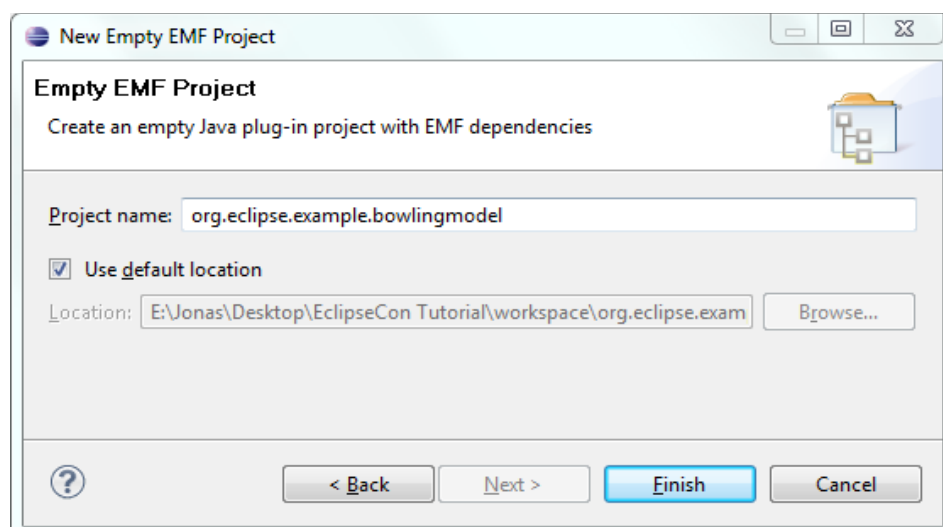 New Empty EMF Project
Empty EMF Project
Create an empty Java plug-in project with EMF dependencies
Project name: org.eclipse.example.bowlingmodel
Use default location
Location: E:\Jonas\Desktop\EclipseCon Tutorial\workspace\org.eclipse.exam Browse...
? < Back Next > Finish Cancel